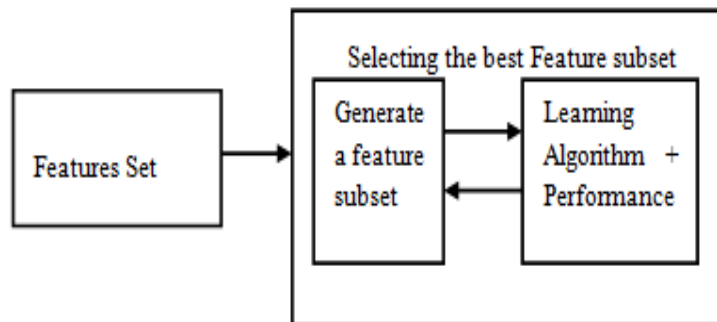 Selecting the best Feature subset
Features Set
Generate
a feature
subset
Learning
Algorithm +
Performance